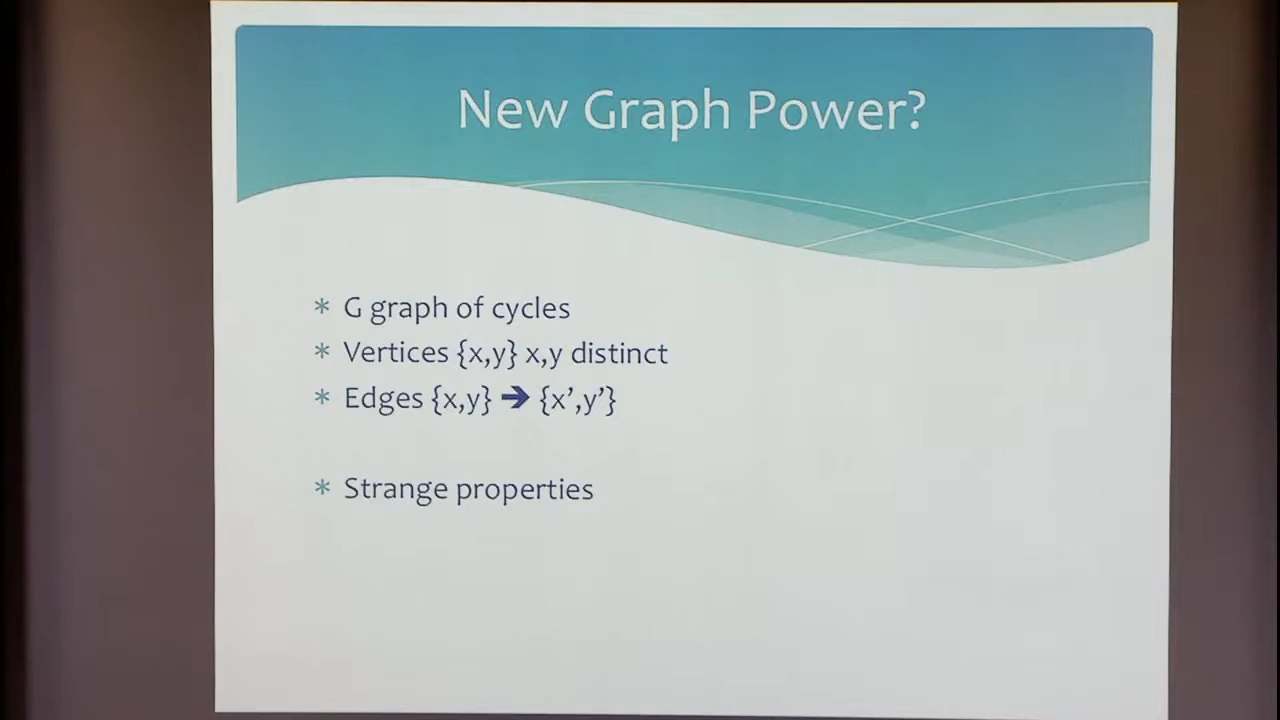 New Graph Power?
* G graph of cycles
* Vertices {x,y} x,y distinct
* Edges {x,y} ➔ {x’,y’}
* Strange properties